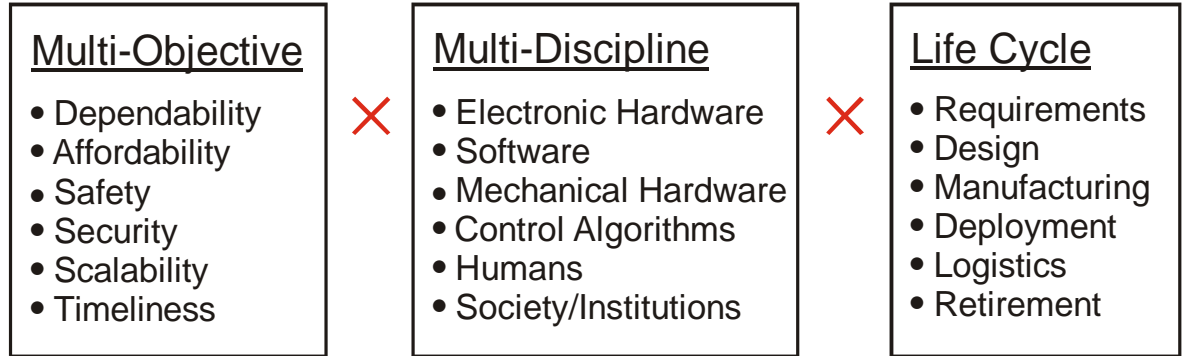 Multi-Objective
• Dependability
• Affordability
• Safety
• Security
• Scalability
• Timeliness
×
Multi-Discipline
• Electronic Hardware
• Software
• Mechanical Hardware
• Control Algorithms
• Humans
• Society/Institutions
×
Life Cycle
• Requirements
• Design
• Manufacturing
• Deployment
• Logistics
• Retirement